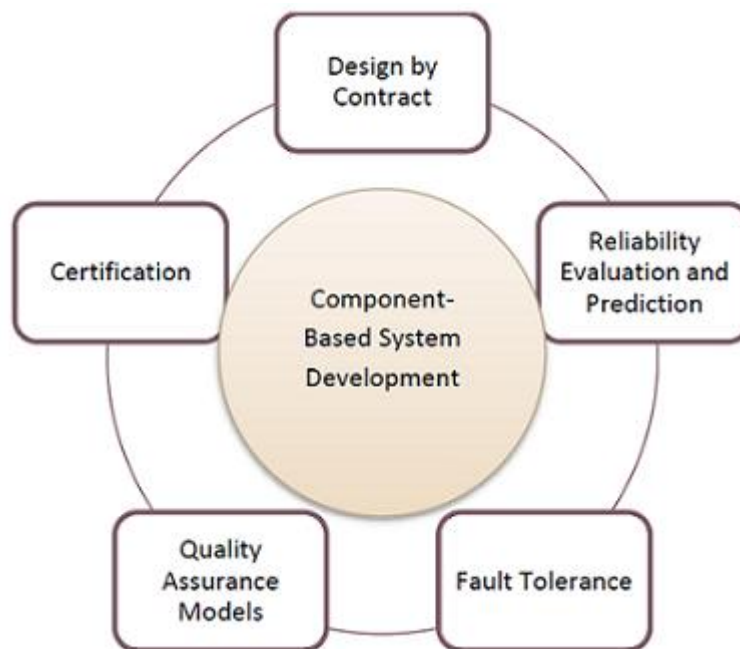 Design by
Contract
Certification
Reliability
Evaluation and
Prediction
Component-
Based System
Development
Quality
Assurance
Models
Fault Tolerance